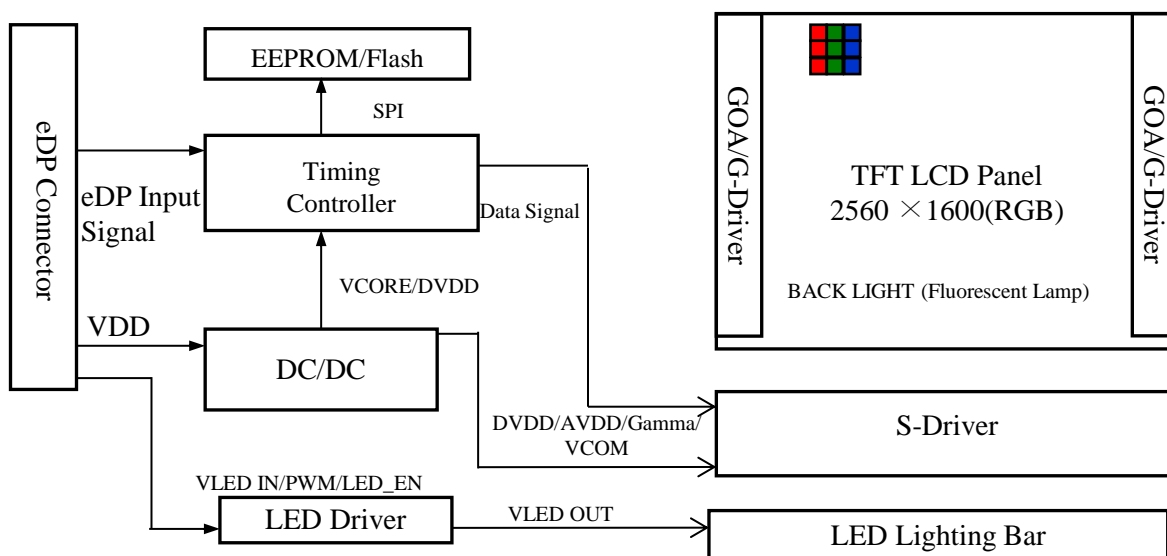 eDP Connector
EEPROM/Flash
SPI
eDP Input
Signal
Timing
Controller
Data Signal
VCORE/DVDD
VDD
DC/DC
DVDD/AVDD/Gamma/
VCOM
VLED IN/PWM/LED_EN
LED Driver
VLED OUT
GOA/G-Driver
TFT LCD Panel
2560 ×1600(RGB)
BACK LIGHT (Fluorescent Lamp)
GOA/G-Driver
S-Driver
LED Lighting Bar